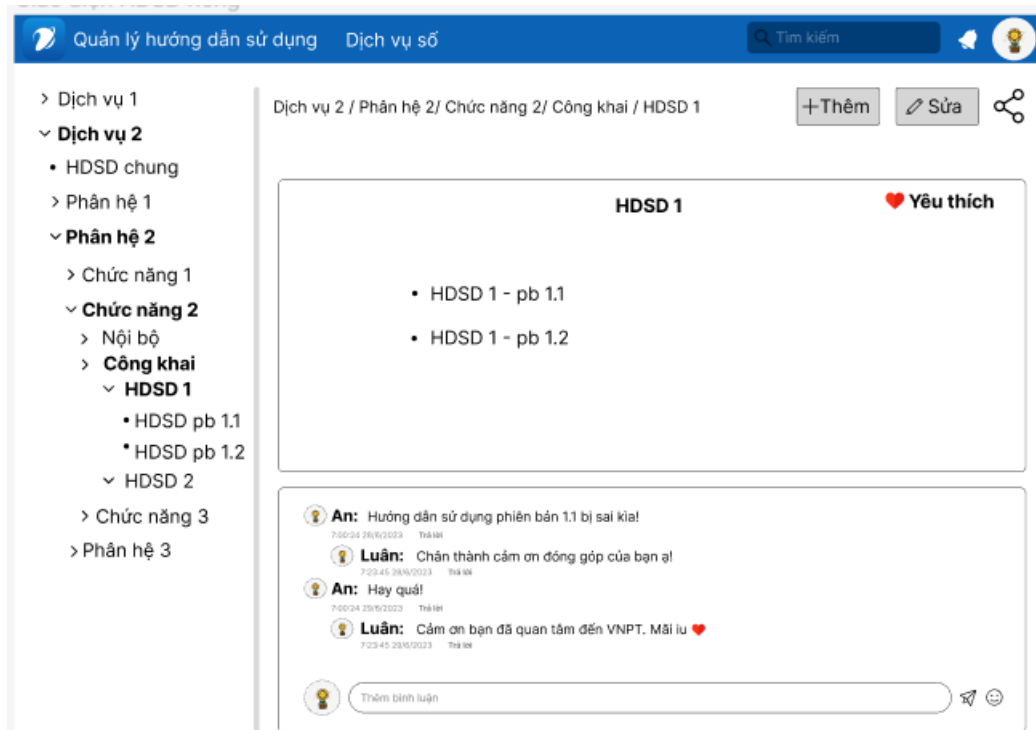 Quản lý hướng dẫn sử dụng Dịch vụ số Tìm kiếm
Dịch vụ 1
Dịch vụ 2
HDSD chung
Phân hệ 1
Phân hệ 2
Chức năng 1
Chức năng 2
Nội bộ
Công khai
HDSD 1
HDSD pb 1.1
HDSD pb 1.2
HDSD 2
Chức năng 3
Phân hệ 3
Dịch vụ 2 / Phân hệ 2/ Chức năng 2/ Công khai / HDSD 1
+Thêm
Sửa
HDSD 1
Yêu thích
HDSD 1 - pb 1.1
HDSD 1 - pb 1.2
An: Hướng dẫn sử dụng phiên bản 1.1 bị sai kìa!
7:00:34 28/6/2023 Trả lời
Luân: Chân thành cảm ơn đóng góp của bạn ạ!
7:23:45 28/6/2023 Trả lời
An: Hay quá!
7:00:34 29/6/2023 Trả lời
Luân: Cảm ơn bạn đã quan tâm đến VNPT. Mãi iu ❤️
7:23:45 29/6/2023 Trả lời
Thêm bình luận